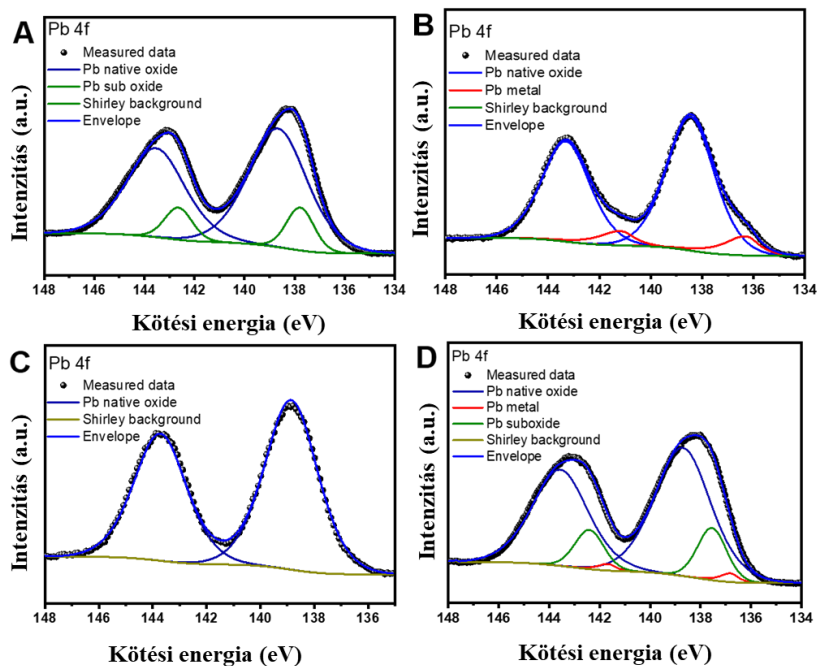 A
Pb 4f
Measured data
Pb native oxide
Pb sub oxide
Shirley background
Envelope
Intenzitás (a.u.)
148 146 144 142 140 138 136 134
Kötési energia (eV)
B
Pb 4f
Measured data
Pb native oxide
Pb metal
Shirley background
Envelope
Intenzitás (a.u.)
148 146 144 142 140 138 136 134
Kötési energia (eV)
C
Pb 4f
Measured data
Pb native oxide
Shirley background
Envelope
Intenzitás (a.u.)
148 146 144 142 140 138 136
Kötési energia (eV)
D
Pb 4f
Measured data
Pb native oxide
Pb metal
Pb suboxide
Shirley background
Envelope
Intenzitás (a.u.)
148 146 144 142 140 138 136 134
Kötési energia (eV)